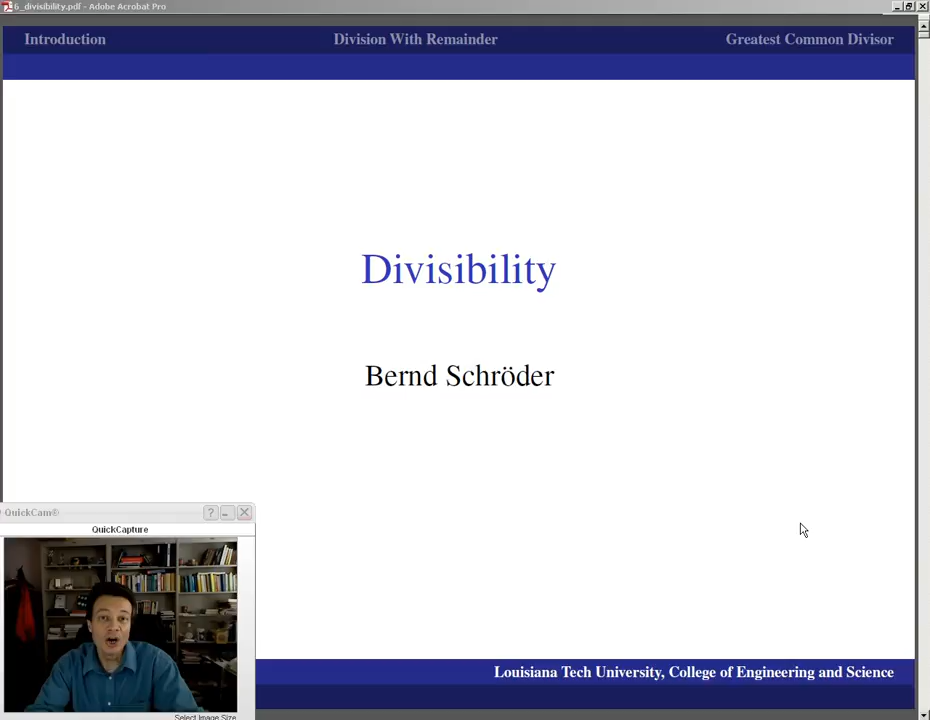 6_divisibility.pdf - Adobe Acrobat Pro
Introduction
Division With Remainder
Greatest Common Divisor
Divisibility
Bernd Schröder
QuickCam®
?
QuickCapture
Select Image Size
Louisiana Tech University, College of Engineering and Science